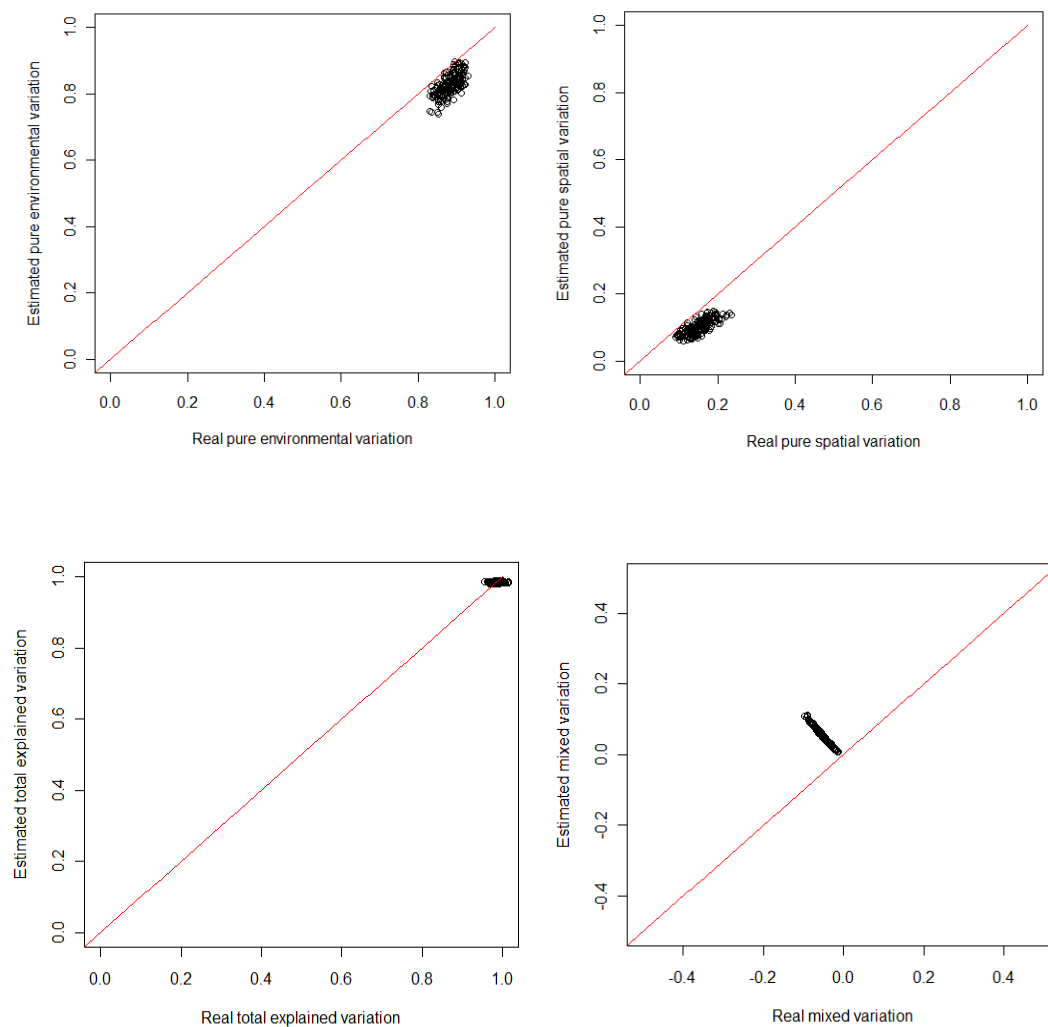 1.0
0.8
0.6
0.4
0.2
0.0
Estimated pure environmental variation
0.0 0.2 0.4 0.6 0.8 1.0
Real pure environmental variation
1.0
0.8
0.6
0.4
0.2
0.0
Estimated pure spatial variation
0.0 0.2 0.4 0.6 0.8 1.0
Real pure spatial variation
1.0
0.8
0.6
0.4
0.2
0.0
Estimated total explained variation
0.0 0.2 0.4 0.6 0.8 1.0
Real total explained variation
0.4
0.2
0.0
-0.2
-0.4
Estimated mixed variation
-0.4 -0.2 0.0 0.2 0.4
Real mixed variation